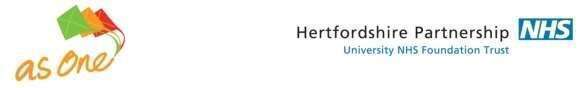 as one
Hertfordshire Partnership NHS
University NHS Foundation Trust